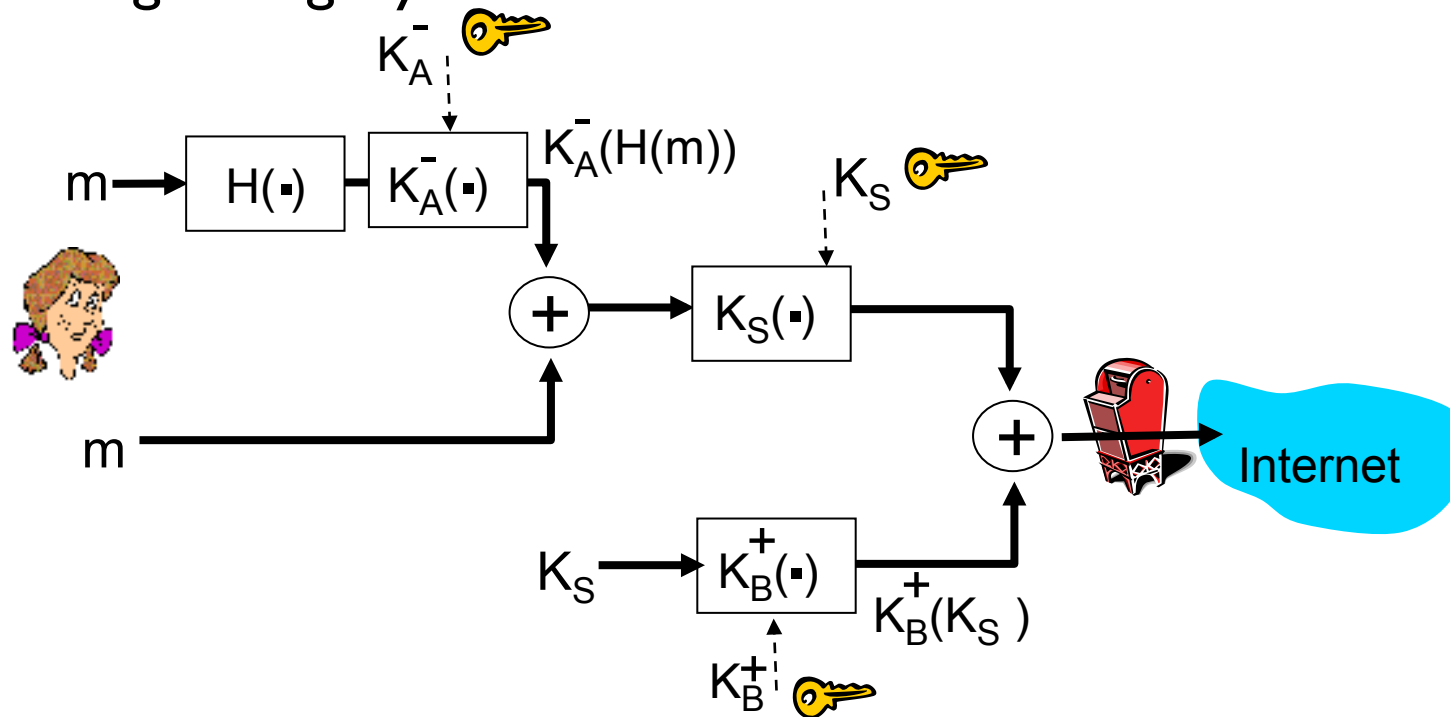 K_A^-
m
H(▪)
K_A^-(▪)
K_A^-(H(m))
K_S
+
K_S(▪)
m
+
Internet
K_S
K_B^+(▪)
K_B^+(K_S )
K_B^+